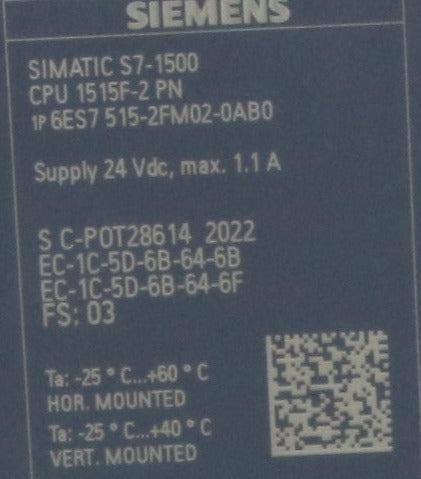 SIEMENS
SIMATIC S7-1500
CPU 1515F-2 PN
1P 6ES7 515-2FM02-0AB0
Supply 24 Vdc, max. 1.1 A
S C-P0T28614 2022
EC-1C-5D-6B-64-6B
EC-1C-5D-6B-64-6F
FS: 03
Ta: -25 ° C...+60 ° C
HOR. MOUNTED
Ta: -25 ° C...+40 ° C
VERT. MOUNTED